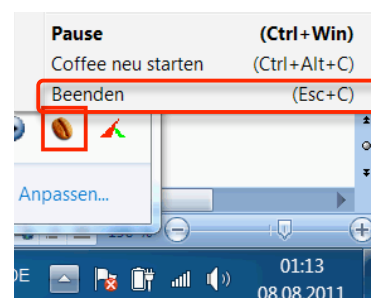 Pause (Ctrl+Win)
Coffee neu starten (Ctrl+Alt+C)
Beenden (Esc+C)
Anpassen...
DE 01:13
08.08.2011